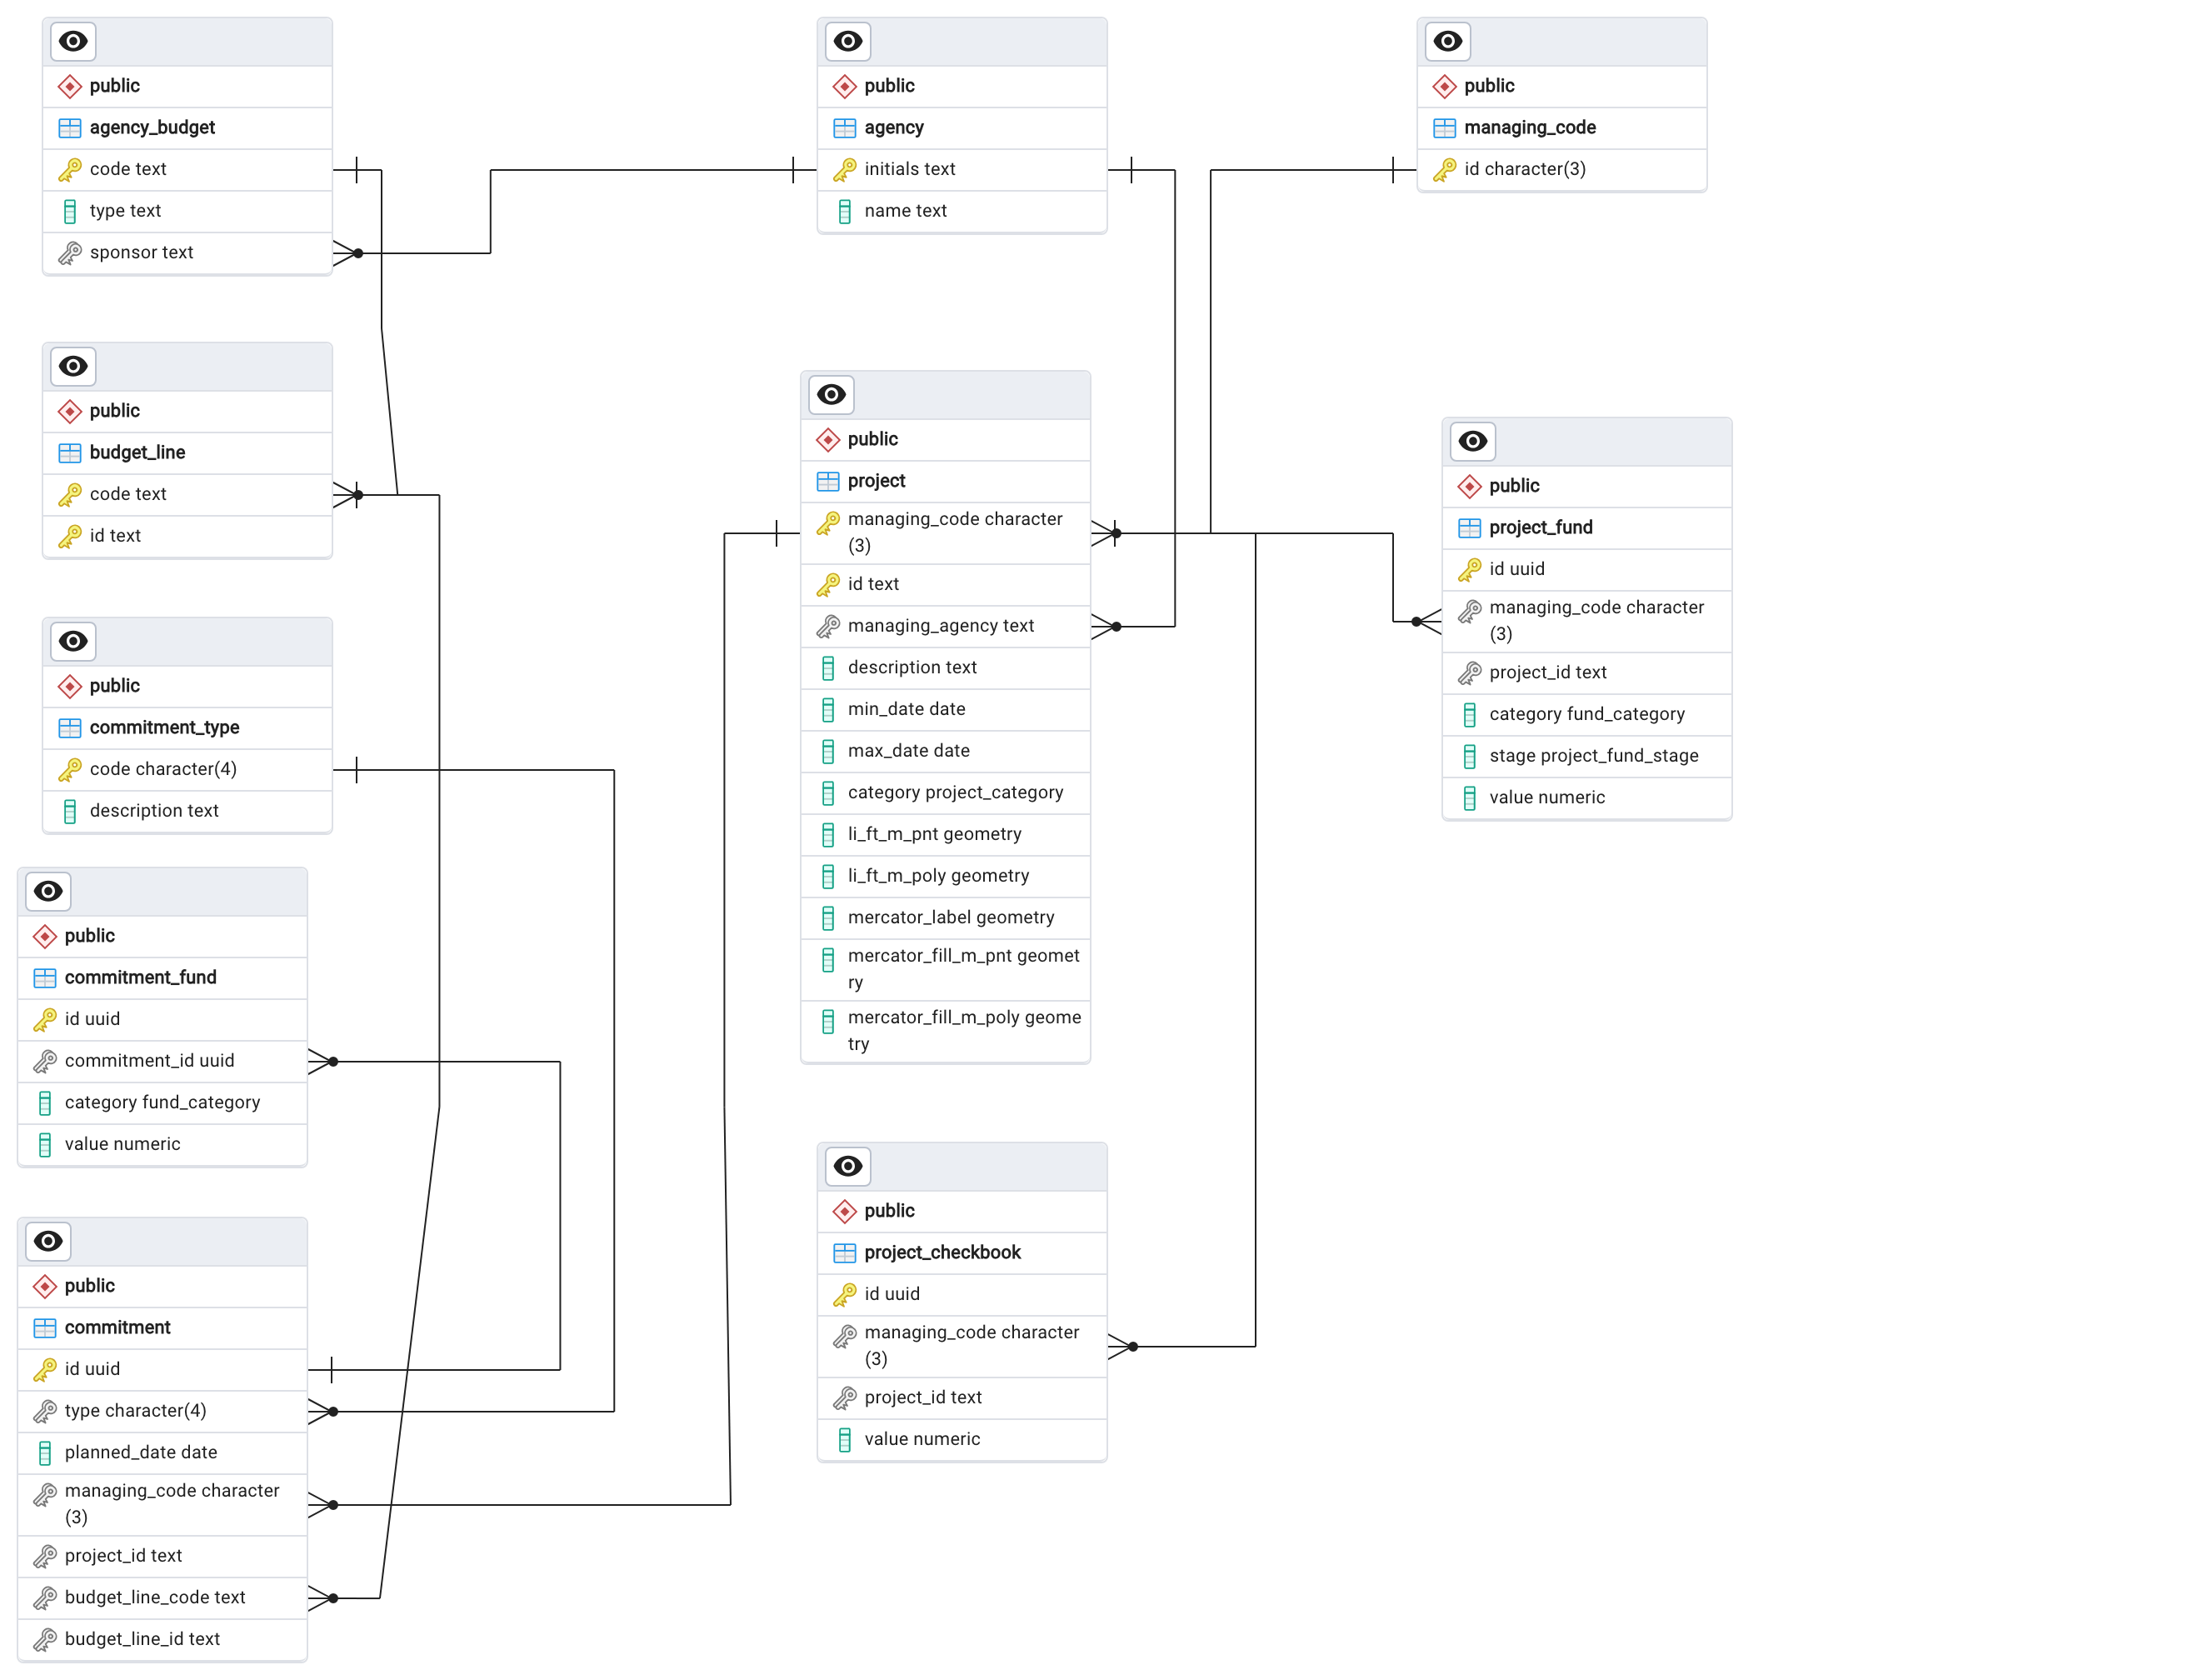 public
agency_budget
code text
type text
sponsor text
public
agency
initials text
name text
public
managing_code
id character(3)
public
budget_line
code text
id text
public
project
managing_code character
(3)
id text
managing_agency text
description text
min_date date
max_date date
category project_category
li_ft_m_pnt geometry
li_ft_m_poly geometry
mercator_label geometry
mercator_fill_m_pnt geomet
ry
mercator_fill_m_poly geome
try
public
project_fund
id uuid
managing_code character
(3)
project_id text
category fund_category
stage project_fund_stage
value numeric
public
commitment_type
code character(4)
description text
public
commitment_fund
id uuid
commitment_id uuid
category fund_category
value numeric
public
commitment
id uuid
type character(4)
planned_date date
managing_code character
(3)
project_id text
budget_line_code text
budget_line_id text
public
project_checkbook
id uuid
managing_code character
(3)
project_id text
value numeric